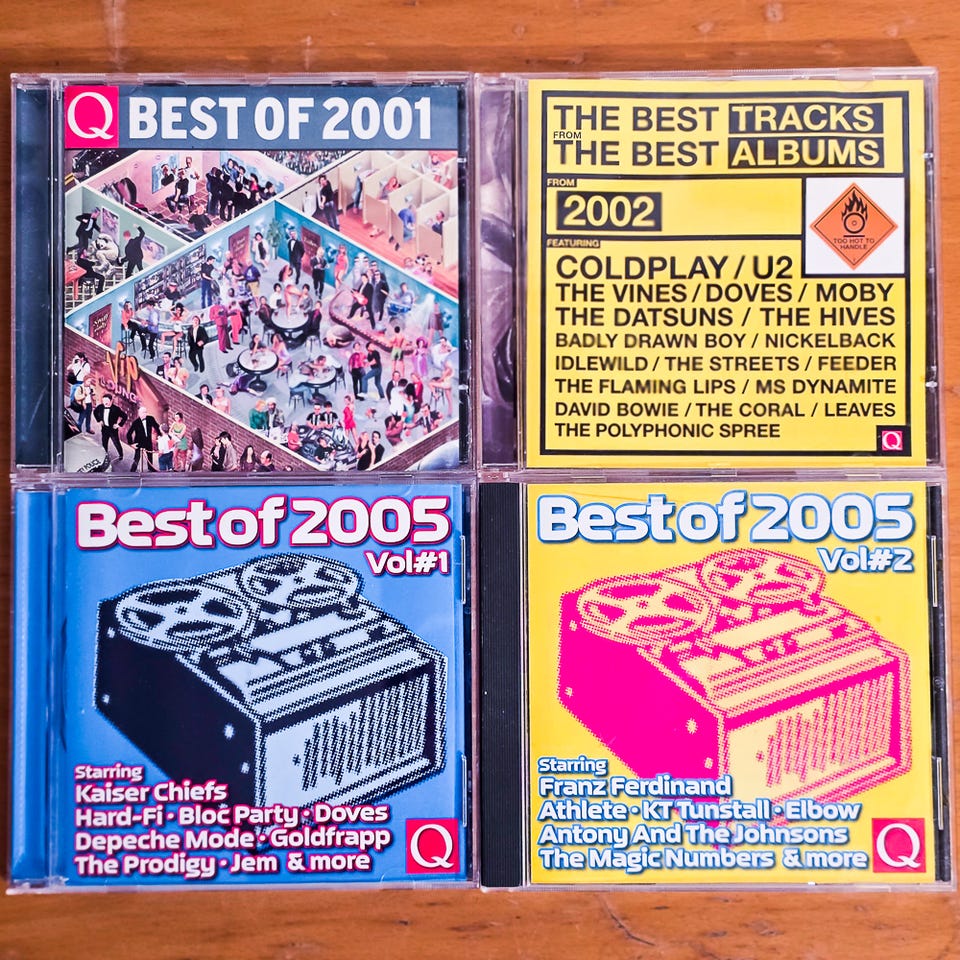 Q BEST OF 2001
VIP
LOUNGE
THE BEST TRACKS
FROM
THE BEST ALBUMS
FROM
2002
TOO HOT TO
HANDLE
FEATURING
COLDPLAY / U2
THE VINES / DOVES / MOBY
THE DATSUNS / THE HIVES
BADLY DRAWN BOY / NICKELBACK
IDLEWILD / THE STREETS / FEEDER
THE FLAMING LIPS / MS DYNAMITE
DAVID BOWIE / THE CORAL / LEAVES
THE POLYPHONIC SPREE
Q
Best of 2005
Vol#1
Starring
Kaiser Chiefs
Hard-Fi · Bloc Party · Doves
Depeche Mode · Goldfrapp
The Prodigy · Jem & more
Q
Best of 2005
Vol#2
Starring
Franz Ferdinand
Athlete · KT Tunstall · Elbow
Antony And The Johnsons
The Magic Numbers & more
Q